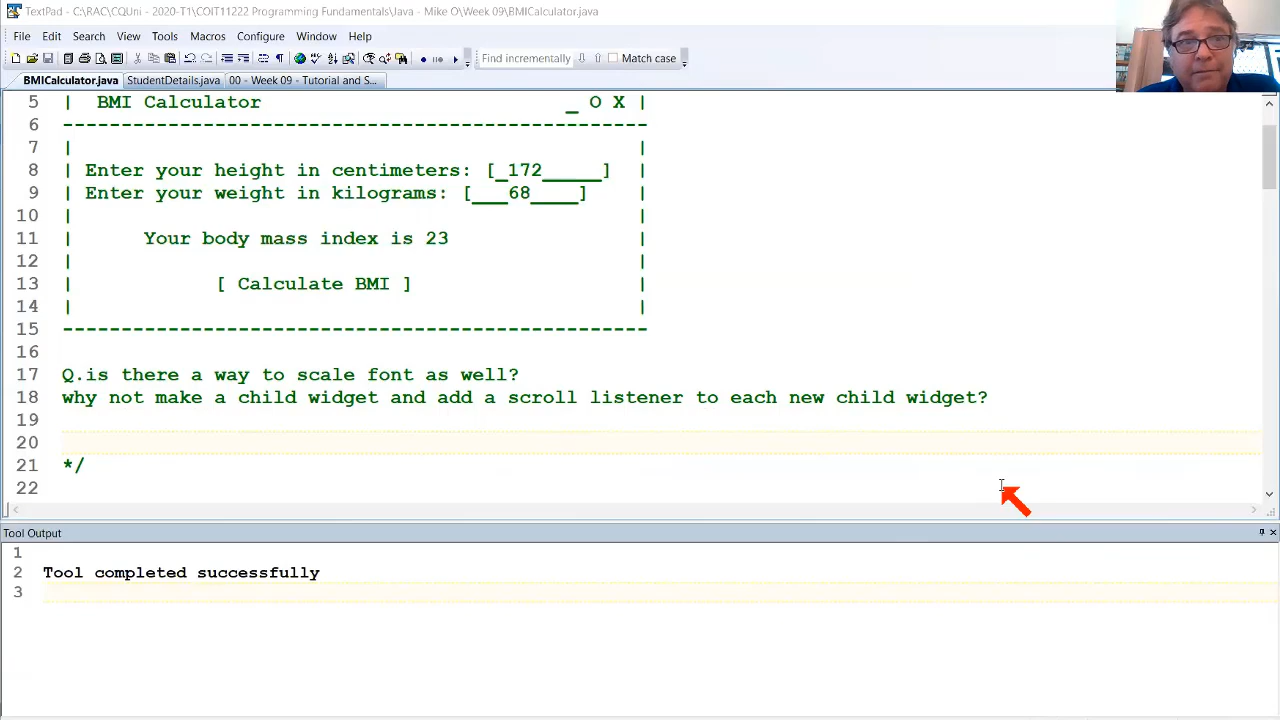 TextPad - C:\RAC\CQUni - 2020-T1\COIT11222 Programming Fundamentals\Java - Mike O\Week 09\BMICalculator.java
File Edit Search View Tools Macros Configure Window Help
Find incrementally Match case
BMICalculator.java StudentDetails.java 00 - Week 09 - Tutorial and S...
5 | BMI Calculator _ O X |
6 --------------------------------------------------
7 | |
8 | Enter your height in centimeters: [_172_____] |
9 | Enter your weight in kilograms: [___68____] |
10 | |
11 | Your body mass index is 23 |
12 | |
13 | [ Calculate BMI ] |
14 | |
15 --------------------------------------------------
16
17 Q.is there a way to scale font as well?
18 why not make a child widget and add a scroll listener to each new child widget?
19
20
21 */
22
Tool Output
1
2 Tool completed successfully
3